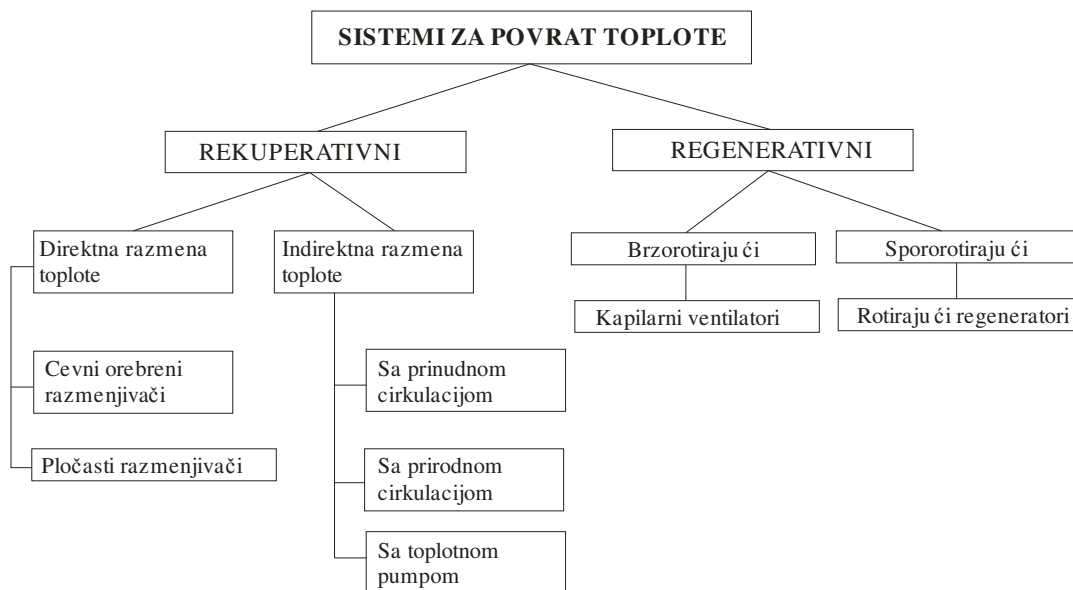 SISTEMI ZA POVRAT TOPLOTE
REKUPERATIVNI
REGENERATIVNI
Direktna razmena
toplote
Indirektna razmena
toplote
Brzorotirajući
Spororotirajući
Kapilarni ventilatori
Rotirajući regeneratori
Cevni orebreni
razmenjivači
Sa prinudnom
cirkulacijom
Pločasti razmenjivači
Sa prirodnom
cirkulacijom
Sa toplotnom
pumpom